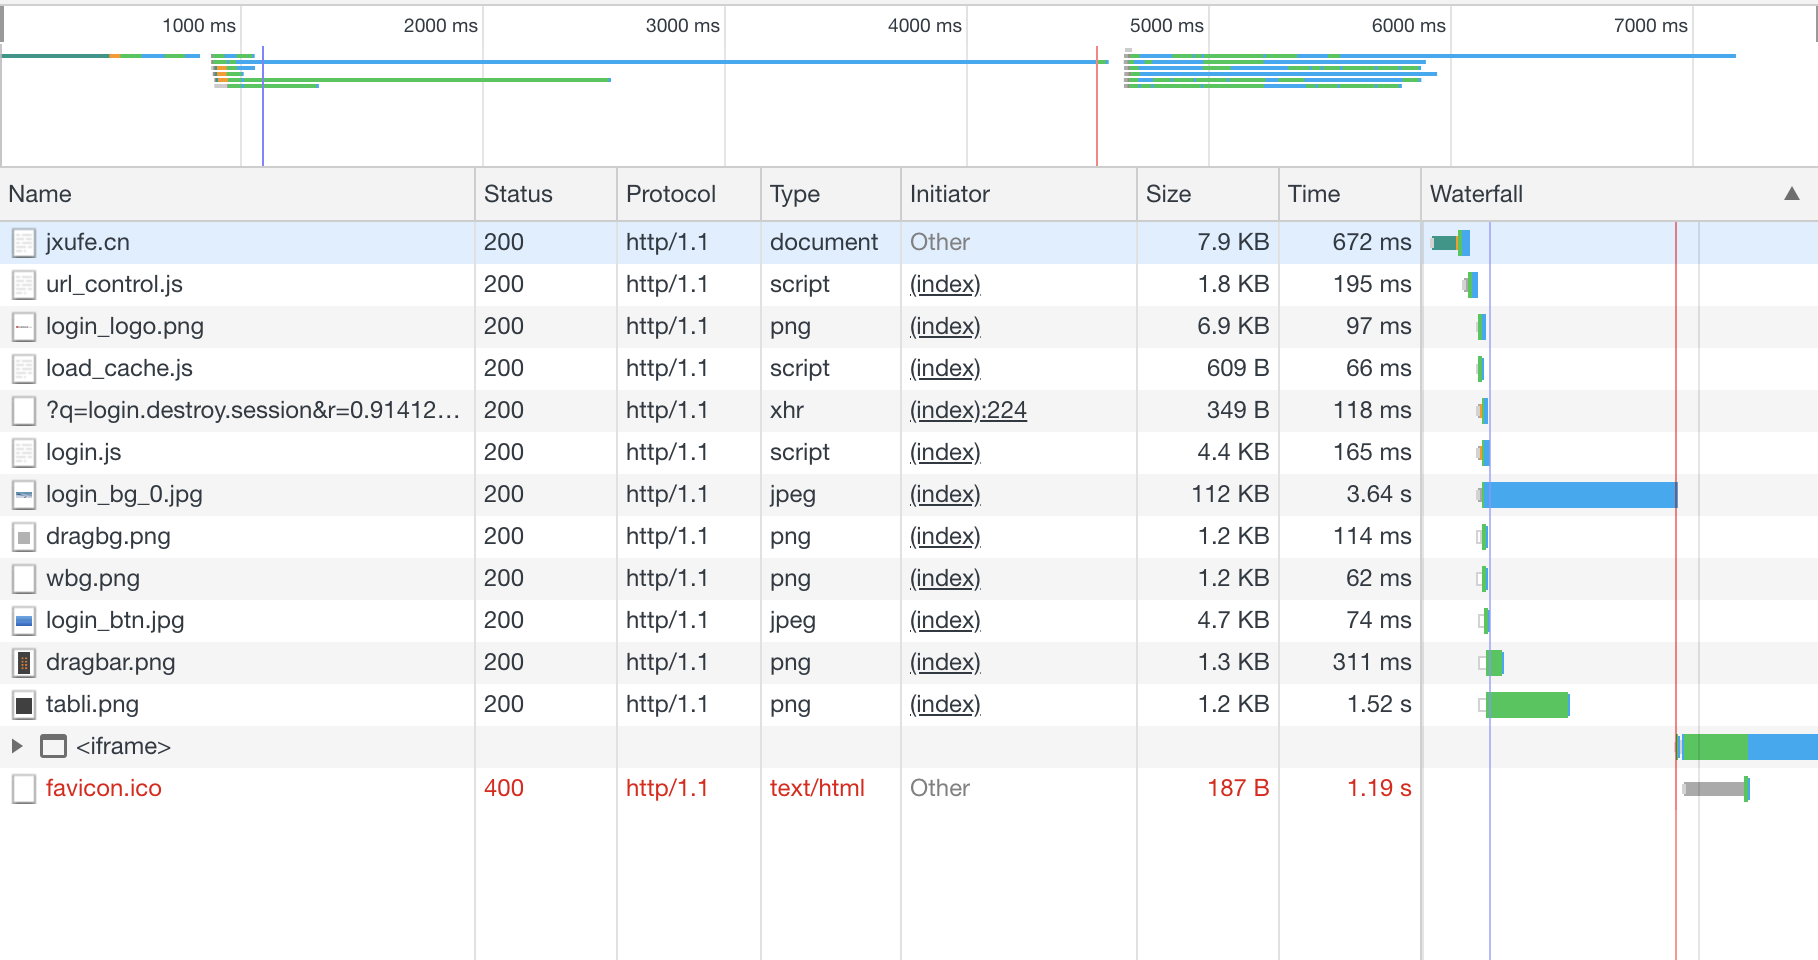 1000 ms 2000 ms 3000 ms 4000 ms 5000 ms 6000 ms 7000 ms
Name Status Protocol Type Initiator Size Time Waterfall ▲
jxufe.cn 200 http/1.1 document Other 7.9 KB 672 ms
url_control.js 200 http/1.1 script (index) 1.8 KB 195 ms
login_logo.png 200 http/1.1 png (index) 6.9 KB 97 ms
load_cache.js 200 http/1.1 script (index) 609 B 66 ms
?q=login.destroy.session&r=0.91412… 200 http/1.1 xhr (index):224 349 B 118 ms
login.js 200 http/1.1 script (index) 4.4 KB 165 ms
login_bg_0.jpg 200 http/1.1 jpeg (index) 112 KB 3.64 s
dragbg.png 200 http/1.1 png (index) 1.2 KB 114 ms
wbg.png 200 http/1.1 png (index) 1.2 KB 62 ms
login_btn.jpg 200 http/1.1 jpeg (index) 4.7 KB 74 ms
dragbar.png 200 http/1.1 png (index) 1.3 KB 311 ms
tabli.png 200 http/1.1 png (index) 1.2 KB 1.52 s
<iframe>
favicon.ico 400 http/1.1 text/html Other 187 B 1.19 s